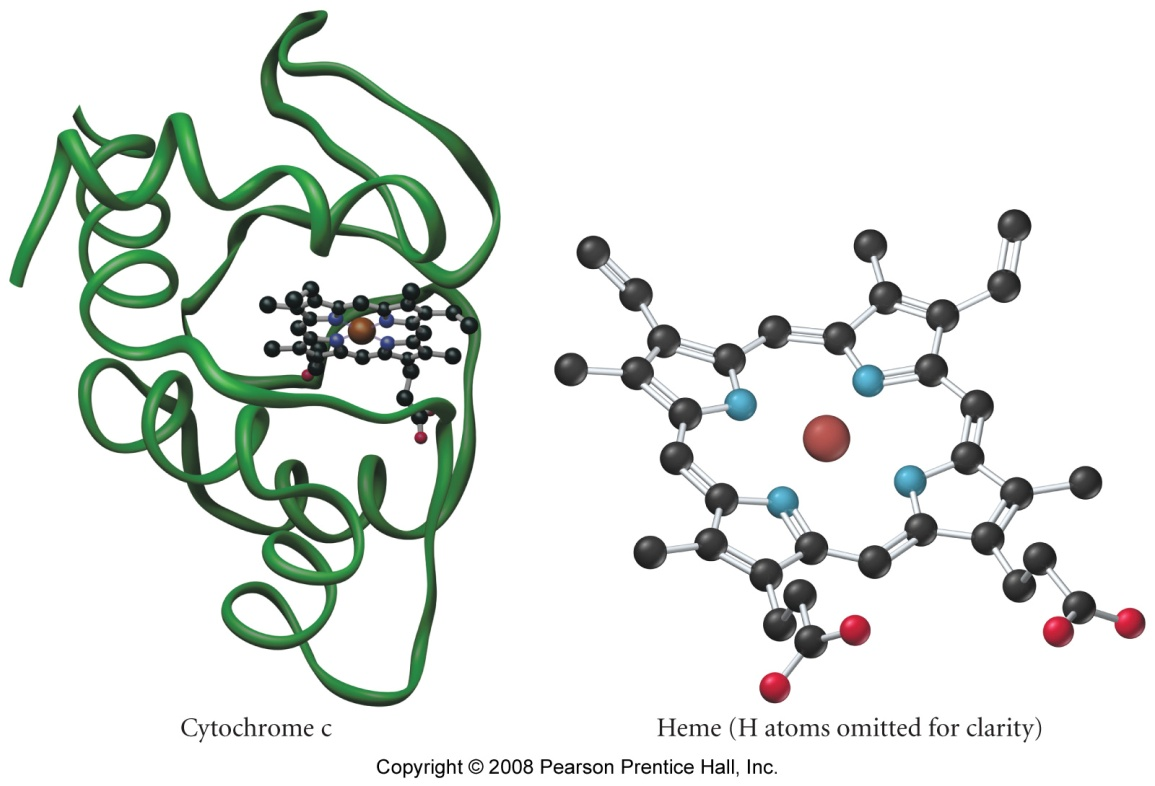 Cytochrome c
Heme (H atoms omitted for clarity)
Copyright © 2008 Pearson Prentice Hall, Inc.